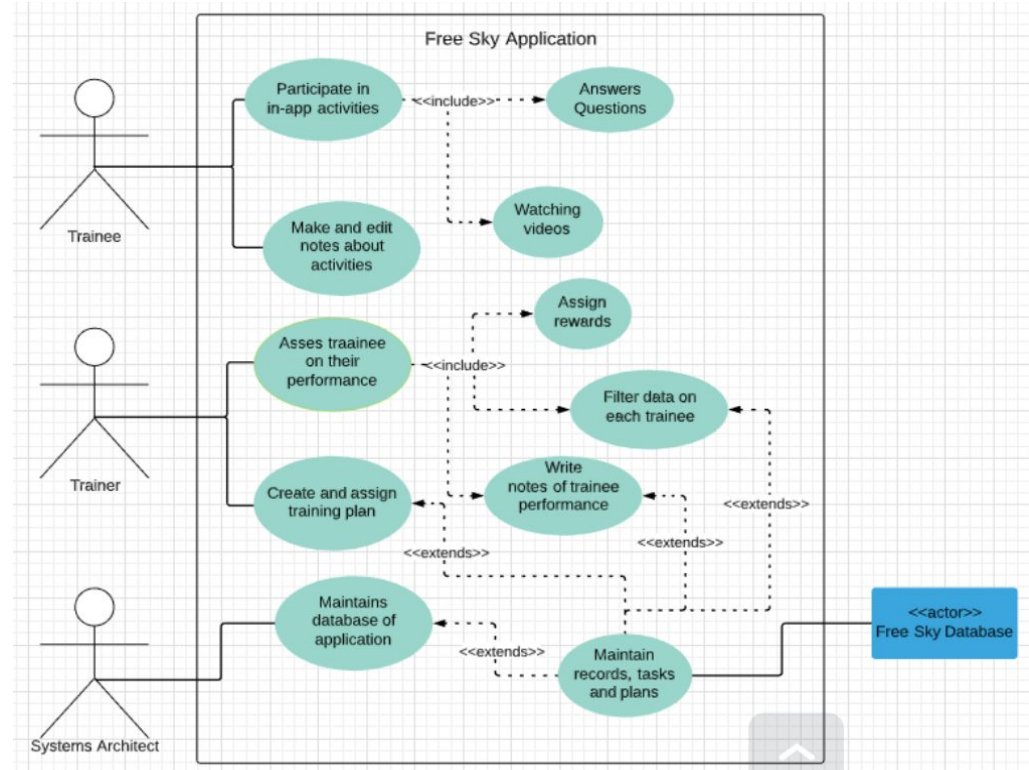 Free Sky Application
Participate in
in-app activities
<<include>>
Answers
Questions
Trainee
Make and edit
notes about
activities
Watching
videos
Assign
rewards
Asses traainee
on their
performance
<<include>>
Filter data on
each trainee
Trainer
Create and assign
training plan
Write
notes of trainee
performance
<<extends>>
<<extends>>
<<extends>>
Maintains
database of
application
<<extends>>
Maintain
records, tasks
and plans
<<actor>>
Free Sky Database
Systems Architect